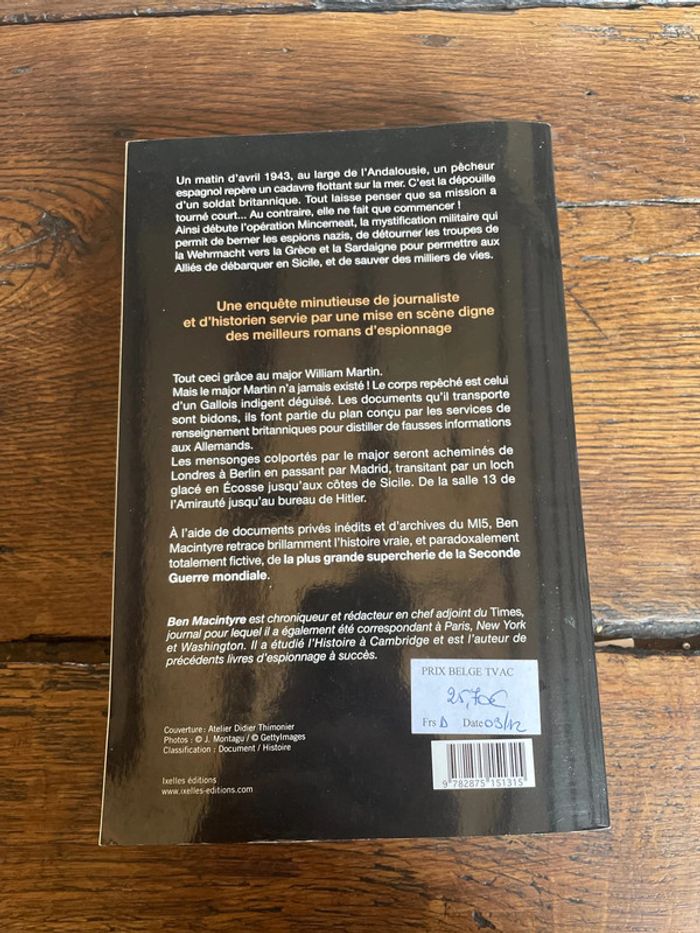 Un matin d'avril 1943, au large de l'Andalousie, un pêcheur
espagnol repère un cadavre flottant sur la mer. C'est la dépouille
d'un soldat britannique. Tout laisse penser que sa mission a
tourné court... Au contraire, elle ne fait que commencer !
Ainsi débute l'opération Mincemeat, la mystification militaire qui
permit de berner les espions nazis, de détourner les troupes de
la Wehrmacht vers la Grèce et la Sardaigne pour permettre aux
Alliés de débarquer en Sicile, et de sauver des milliers de vies.
Une enquête minutieuse de journaliste
et d'historien servie par une mise en scène digne
des meilleurs romans d'espionnage
Tout ceci grâce au major William Martin.
Mais le major Martin n'a jamais existé ! Le corps repêché est celui
d'un Gallois indigent déguisé. Les documents qu'il transporte
sont bidons, ils font partie du plan conçu par les services de
renseignement britanniques pour distiller de fausses informations
aux Allemands.
Les mensonges colportés par le major seront acheminés de
Londres à Berlin en passant par Madrid, transitant par un loch
glacé en Écosse jusqu'aux côtes de Sicile. De la salle 13 de
l'Amirauté jusqu'au bureau de Hitler.
À l'aide de documents privés inédits et d'archives du MI5, Ben
Macintyre retrace brillamment l'histoire vraie, et paradoxalement
totalement fictive, de la plus grande supercherie de la Seconde
Guerre mondiale.
Ben Macintyre est chroniqueur et rédacteur en chef adjoint du Times,
journal pour lequel il a également été correspondant à Paris, New York
et Washington. Il a étudié l'Histoire à Cambridge et est l'auteur de
précédents livres d'espionnage à succès.
PRIX BELGE TVAC
25,70€
Frs D Date 03/12
Couverture : Atelier Didier Thimonier
Photos : © J. Montagu / © GettyImages
Classification : Document / Histoire
Ixelles éditions
www.ixelles-editions.com
9 782875 151315